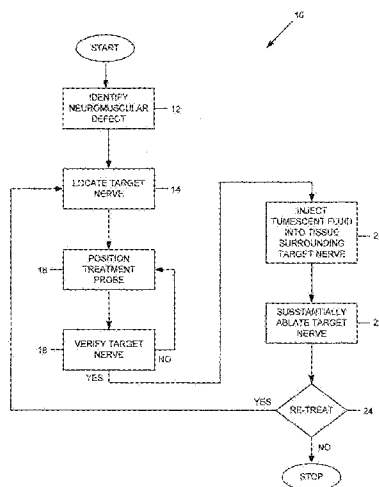 10
START
IDENTIFY
NEUROMUSCULAR
DEFECT
12
LOCATE TARGET
NERVE
14
POSITION
TREATMENT
PROBE
16
VERIFY TARGET
NERVE
18
NO
YES
INJECT
TUMESCENT FLUID
INTO TISSUE
SURROUNDING
TARGET NERVE
2
SUBSTANTIALLY
ABLATE TARGET
NERVE
2
YES
RE-TREAT
24
NO
STOP